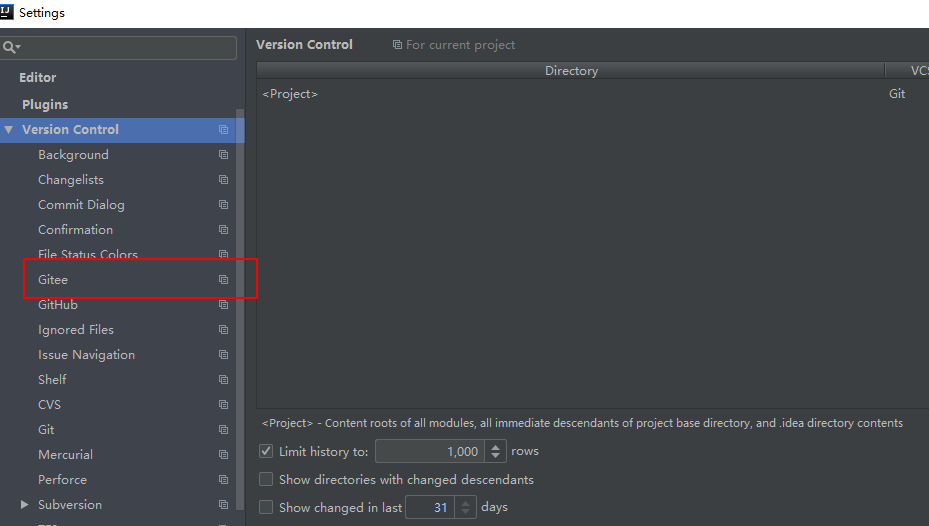 IJ Settings
Editor
Plugins
Version Control
Background
Changelists
Commit Dialog
Confirmation
File Status Colors
Gitee
GitHub
Ignored Files
Issue Navigation
Shelf
CVS
Git
Mercurial
Perforce
Subversion
Version Control For current project
Directory VCS
<Project> Git
<Project> - Content roots of all modules, all immediate descendants of project base directory, and .idea directory contents
Limit history to: 1,000 rows
Show directories with changed descendants
Show changed in last 31 days